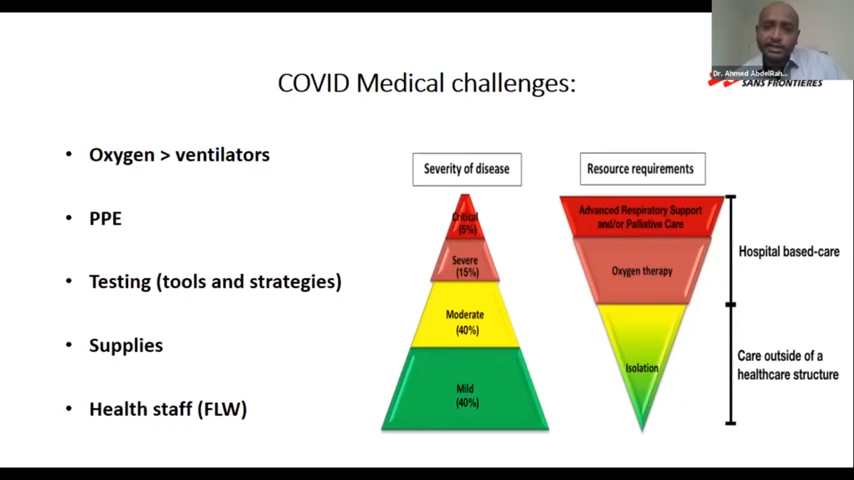 Dr. Ahmed AbdelRah...
SANS FRONTIERES
COVID Medical challenges:
• Oxygen > ventilators
• PPE
• Testing (tools and strategies)
• Supplies
• Health staff (FLW)
Severity of disease
Critical
(5%)
Severe
(15%)
Moderate
(40%)
Mild
(40%)
Resource requirements
Advanced Respiratory Support
and/or Palliative Care
Oxygen therapy
Isolation
Hospital based-care
Care outside of a
healthcare structure